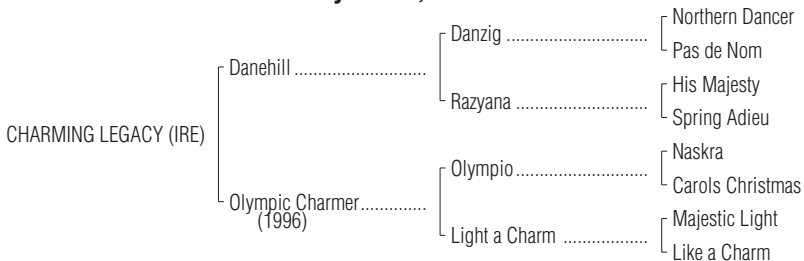 Northern Dancer
Danzig ................................
Pas de Nom
Danehill ..............................
His Majesty
Razyana ..............................
Spring Adieu
CHARMING LEGACY (IRE)
Naskra
Olympio...............................
Carols Christmas
Olympic Charmer...............
(1996)
Majestic Light
Light a Charm ...................
Like a Charm